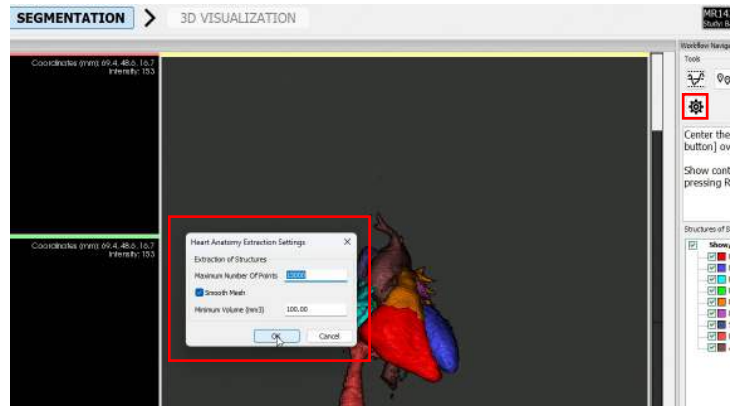 SEGMENTATION
3D VISUALIZATION
MR14
Study: B
Workflow Naviga
Tools
Coordinates (mm): 69.4, 48.6, 16.7
Intensity: 153
Center the
button] ov
Show cont
pressing R
Structures of S
Show
Coordinates (mm): 69.4, 48.6, 16.7
Intensity: 153
Heart Anatomy Extraction Settings
Extraction of Structures
Maximum Number Of Points
Smooth Mesh
Minimum Volume (mm3)
100.00
OK
Cancel